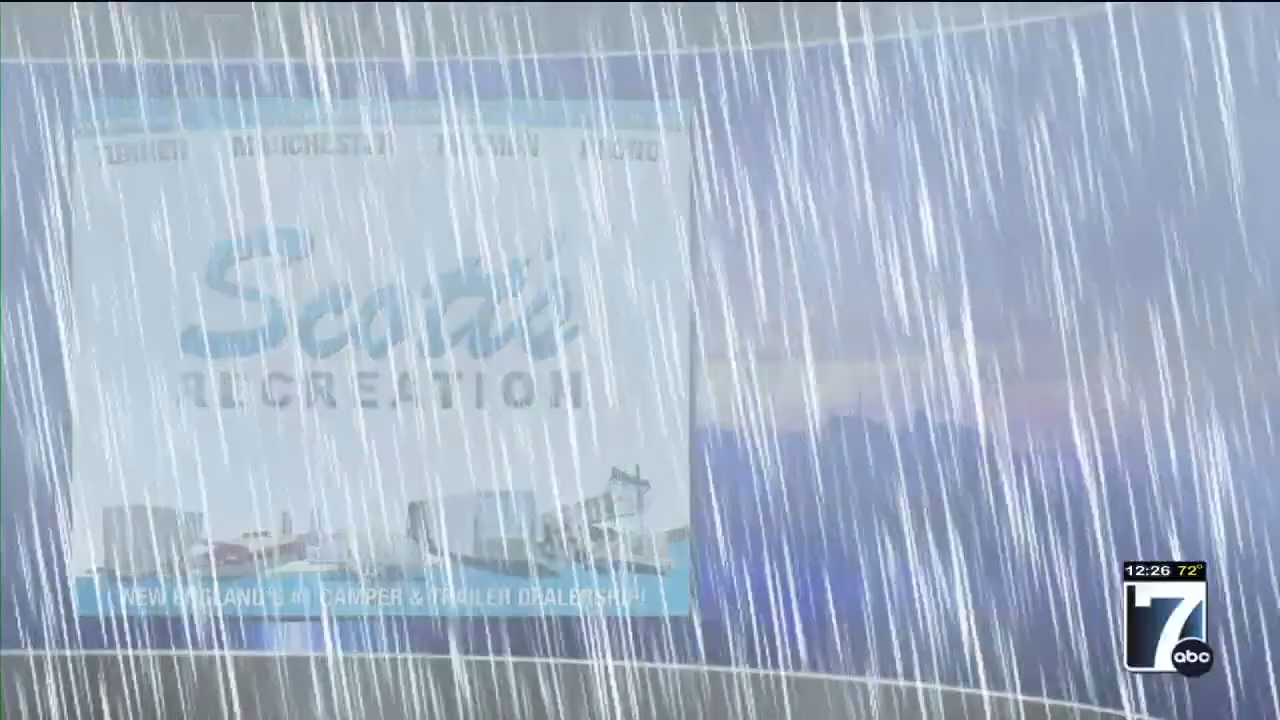 MANCHESTER
Scott's
RECREATION
NEW ENGLAND'S #1 CAMPER & TRAILER DEALERSHIP!
12:26 72°
7
abc